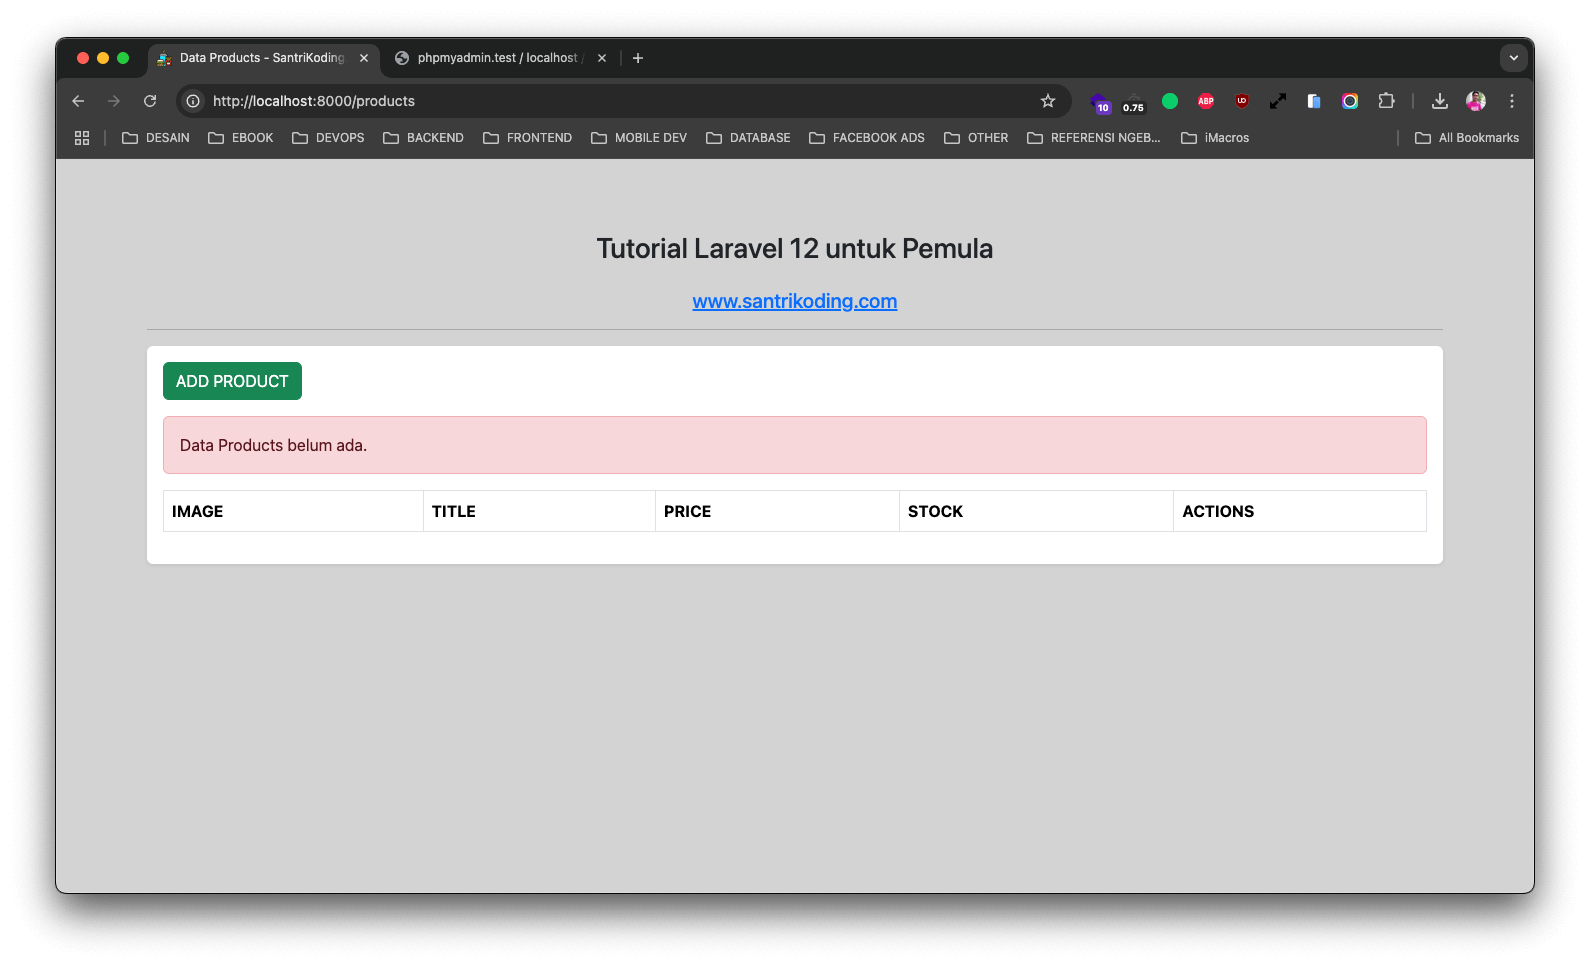 Data Products - SantriKoding
phpmyadmin.test / localhost /
http://localhost:8000/products
10
0.75
ABP
UO
DESAIN
EBOOK
DEVOPS
BACKEND
FRONTEND
MOBILE DEV
DATABASE
FACEBOOK ADS
OTHER
REFERENSI NGEB...
iMacros
All Bookmarks
Tutorial Laravel 12 untuk Pemula
www.santrikoding.com
ADD PRODUCT
Data Products belum ada.
IMAGE
TITLE
PRICE
STOCK
ACTIONS